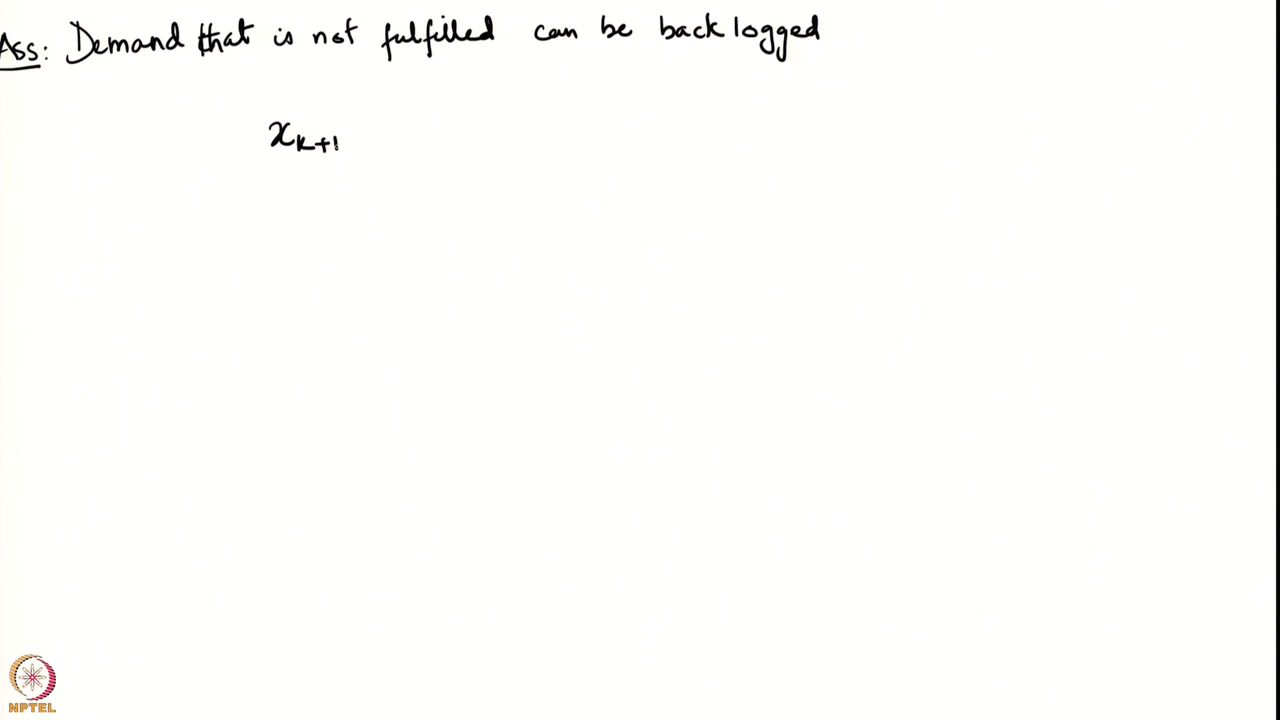 Ass: Demand that is not fulfilled can be backlogged
x_{k+1}
NPTEL